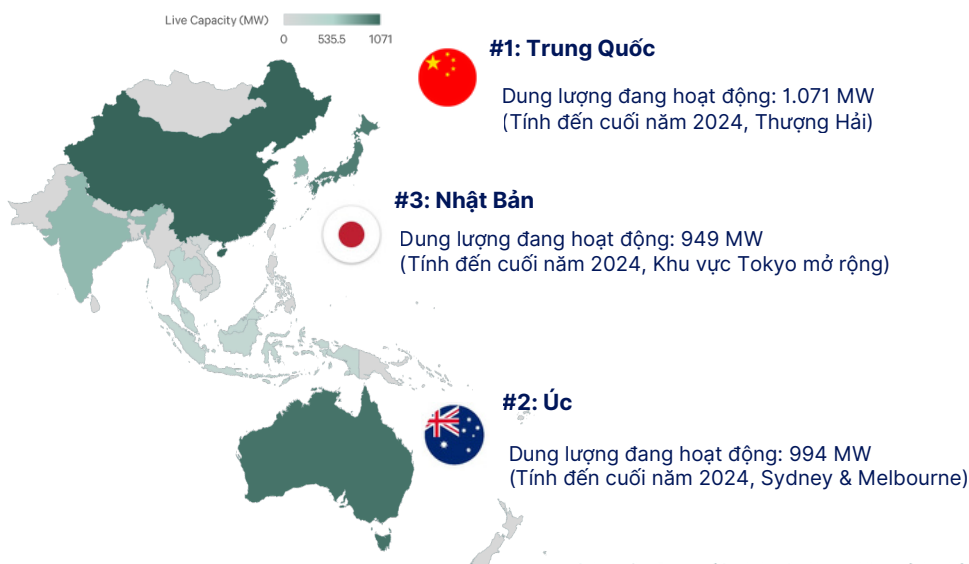 Live Capacity (MW)
0 535.5 1071
#1: Trung Quốc
Dung lượng đang hoạt động: 1.071 MW
(Tính đến cuối năm 2024, Thượng Hải)
#3: Nhật Bản
Dung lượng đang hoạt động: 949 MW
(Tính đến cuối năm 2024, Khu vực Tokyo mở rộng)
#2: Úc
Dung lượng đang hoạt động: 994 MW
(Tính đến cuối năm 2024, Sydney & Melbourne)